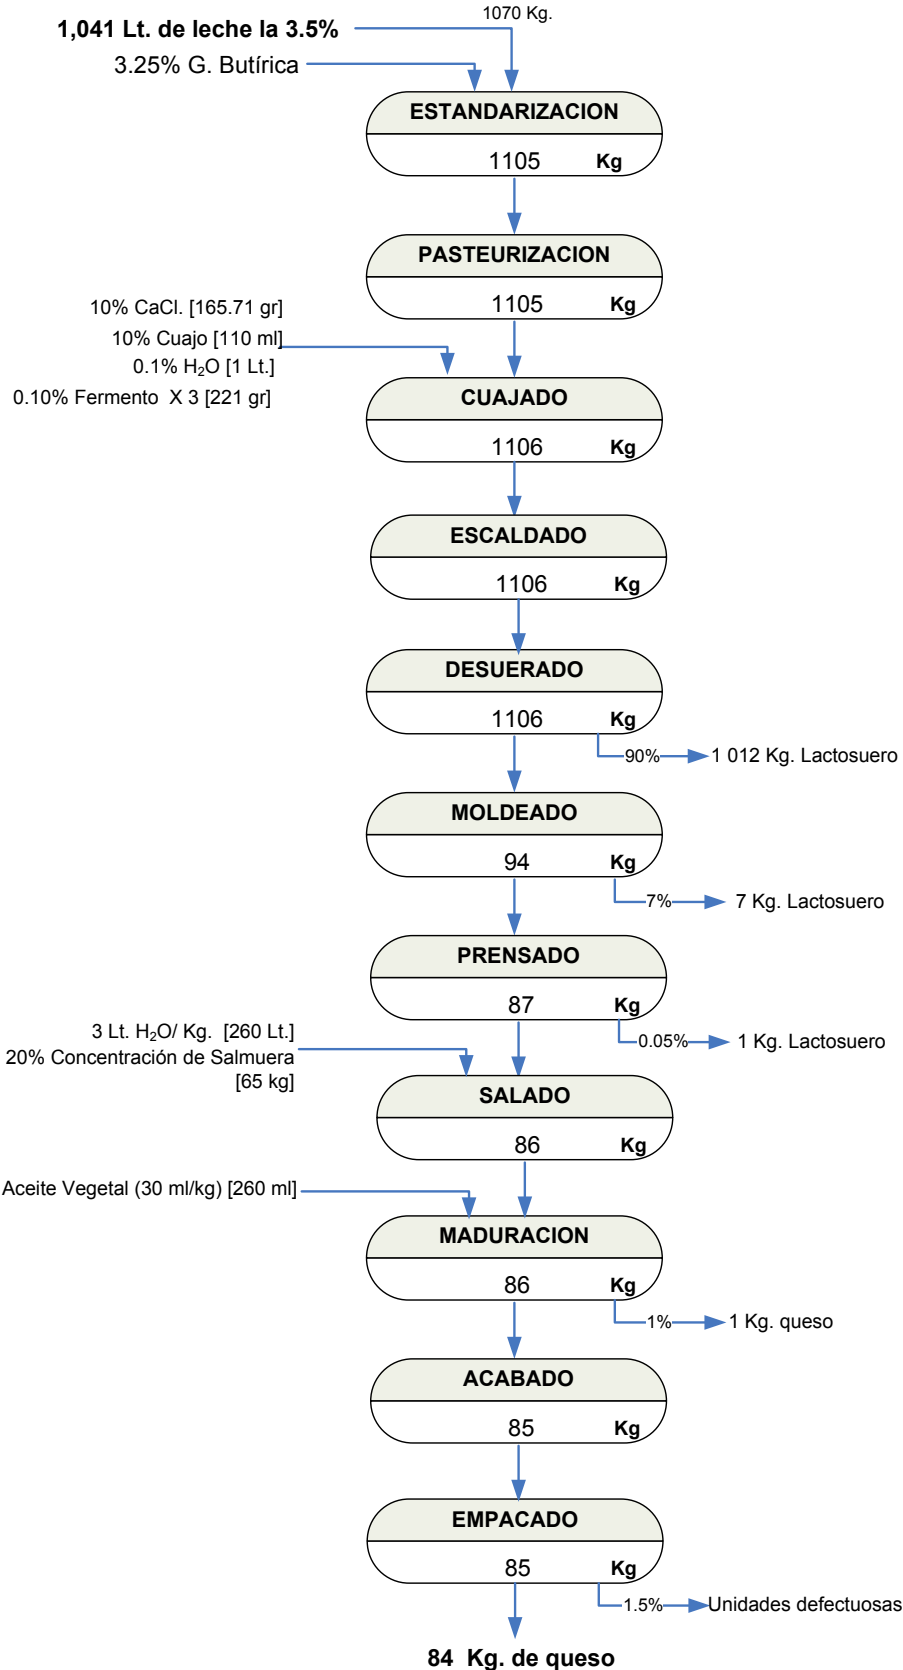 1070 Kg.
1,041 Lt. de leche la 3.5%
3.25% G. Butírica
ESTANDARIZACION
1105 Kg
PASTEURIZACION
1105 Kg
10% CaCl. [165.71 gr]
10% Cuajo [110 ml]
0.1% H₂O [1 Lt.]
0.10% Fermento X 3 [221 gr]
CUAJADO
1106 Kg
ESCALDADO
1106 Kg
DESUERADO
1106 Kg
90% 1 012 Kg. Lactosuero
MOLDEADO
94 Kg
7% 7 Kg. Lactosuero
PRENSADO
87 Kg
0.05% 1 Kg. Lactosuero
3 Lt. H₂O/ Kg. [260 Lt.]
20% Concentración de Salmuera
[65 kg]
SALADO
86 Kg
Aceite Vegetal (30 ml/kg) [260 ml]
MADURACION
86 Kg
1% 1 Kg. queso
ACABADO
85 Kg
EMPACADO
85 Kg
1.5% Unidades defectuosas
84 Kg. de queso